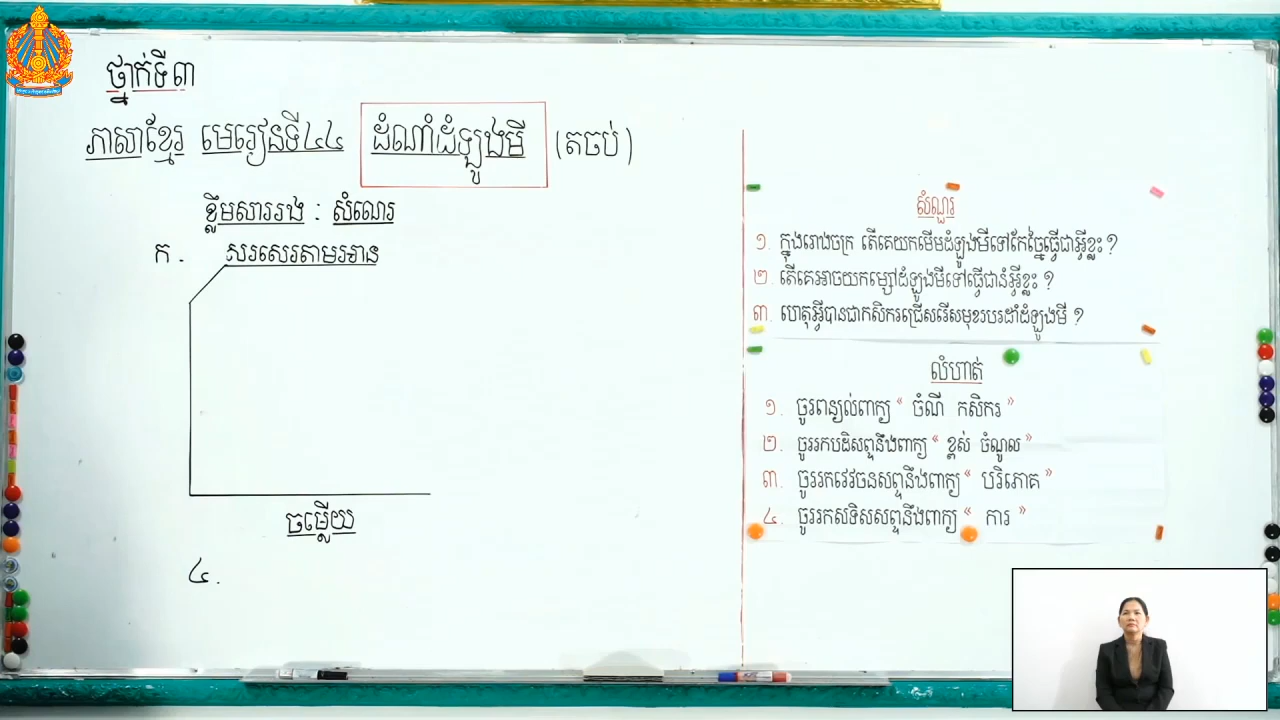 ថ្នាក់ទី៣
ភាសាខ្មែរ មេរៀនទី៤៤ ដំណាំដំឡូងមី (តចប់)
ខ្លឹមសាររង : សំណេរ
ក. សរសេរតាមអាន
ចម្លើយ
៤.
សំណួរ
១. ក្នុងរោងចក្រ តើគេយកមើមដំឡូងមីទៅកែច្នៃធ្វើជាអ្វីខ្លះ ?
២. តើគេអាចយកម្សៅដំឡូងមីទៅធ្វើជានំអ្វីខ្លះ ?
៣. ហេតុអ្វីបានជាកសិករជ្រើសរើសមុខរបរដាំដំឡូងមី ?
លំហាត់
១. ចូរពន្យល់ពាក្យ “ ចំណី កសិករ ”
២. ចូររកបដិសព្ទនឹងពាក្យ “ ខ្ពស់ ចំណូល ”
៣. ចូររកវេវចនសព្ទនឹងពាក្យ “ បរិភោគ ”
៤. ចូររកសទិសសព្ទនឹងពាក្យ “ ការ ”